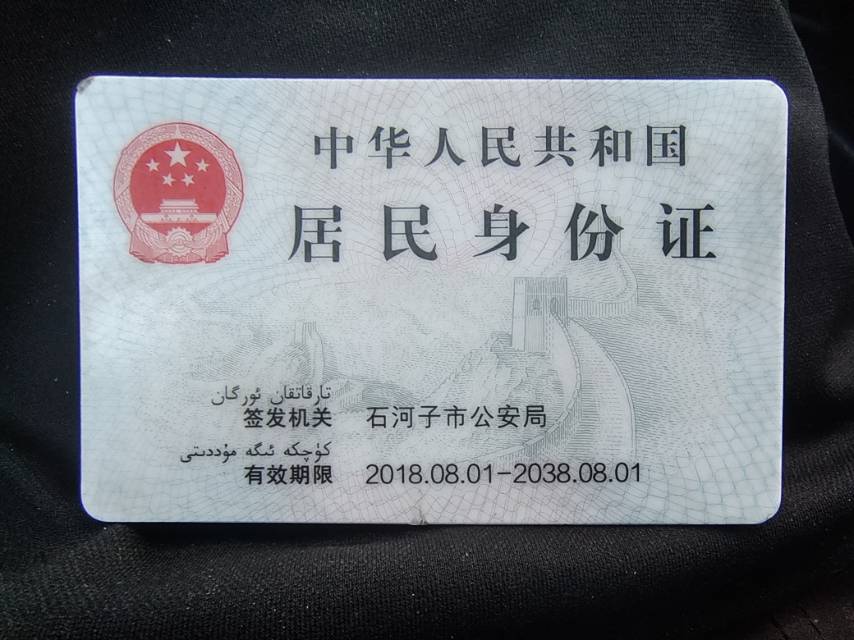 中华人民共和国
居民身份证
تارقاتقان ئورگان
签发机关 石河子市公安局
كۈچكە ئىگە مۇددىتى
有效期限 2018.08.01-2038.08.01